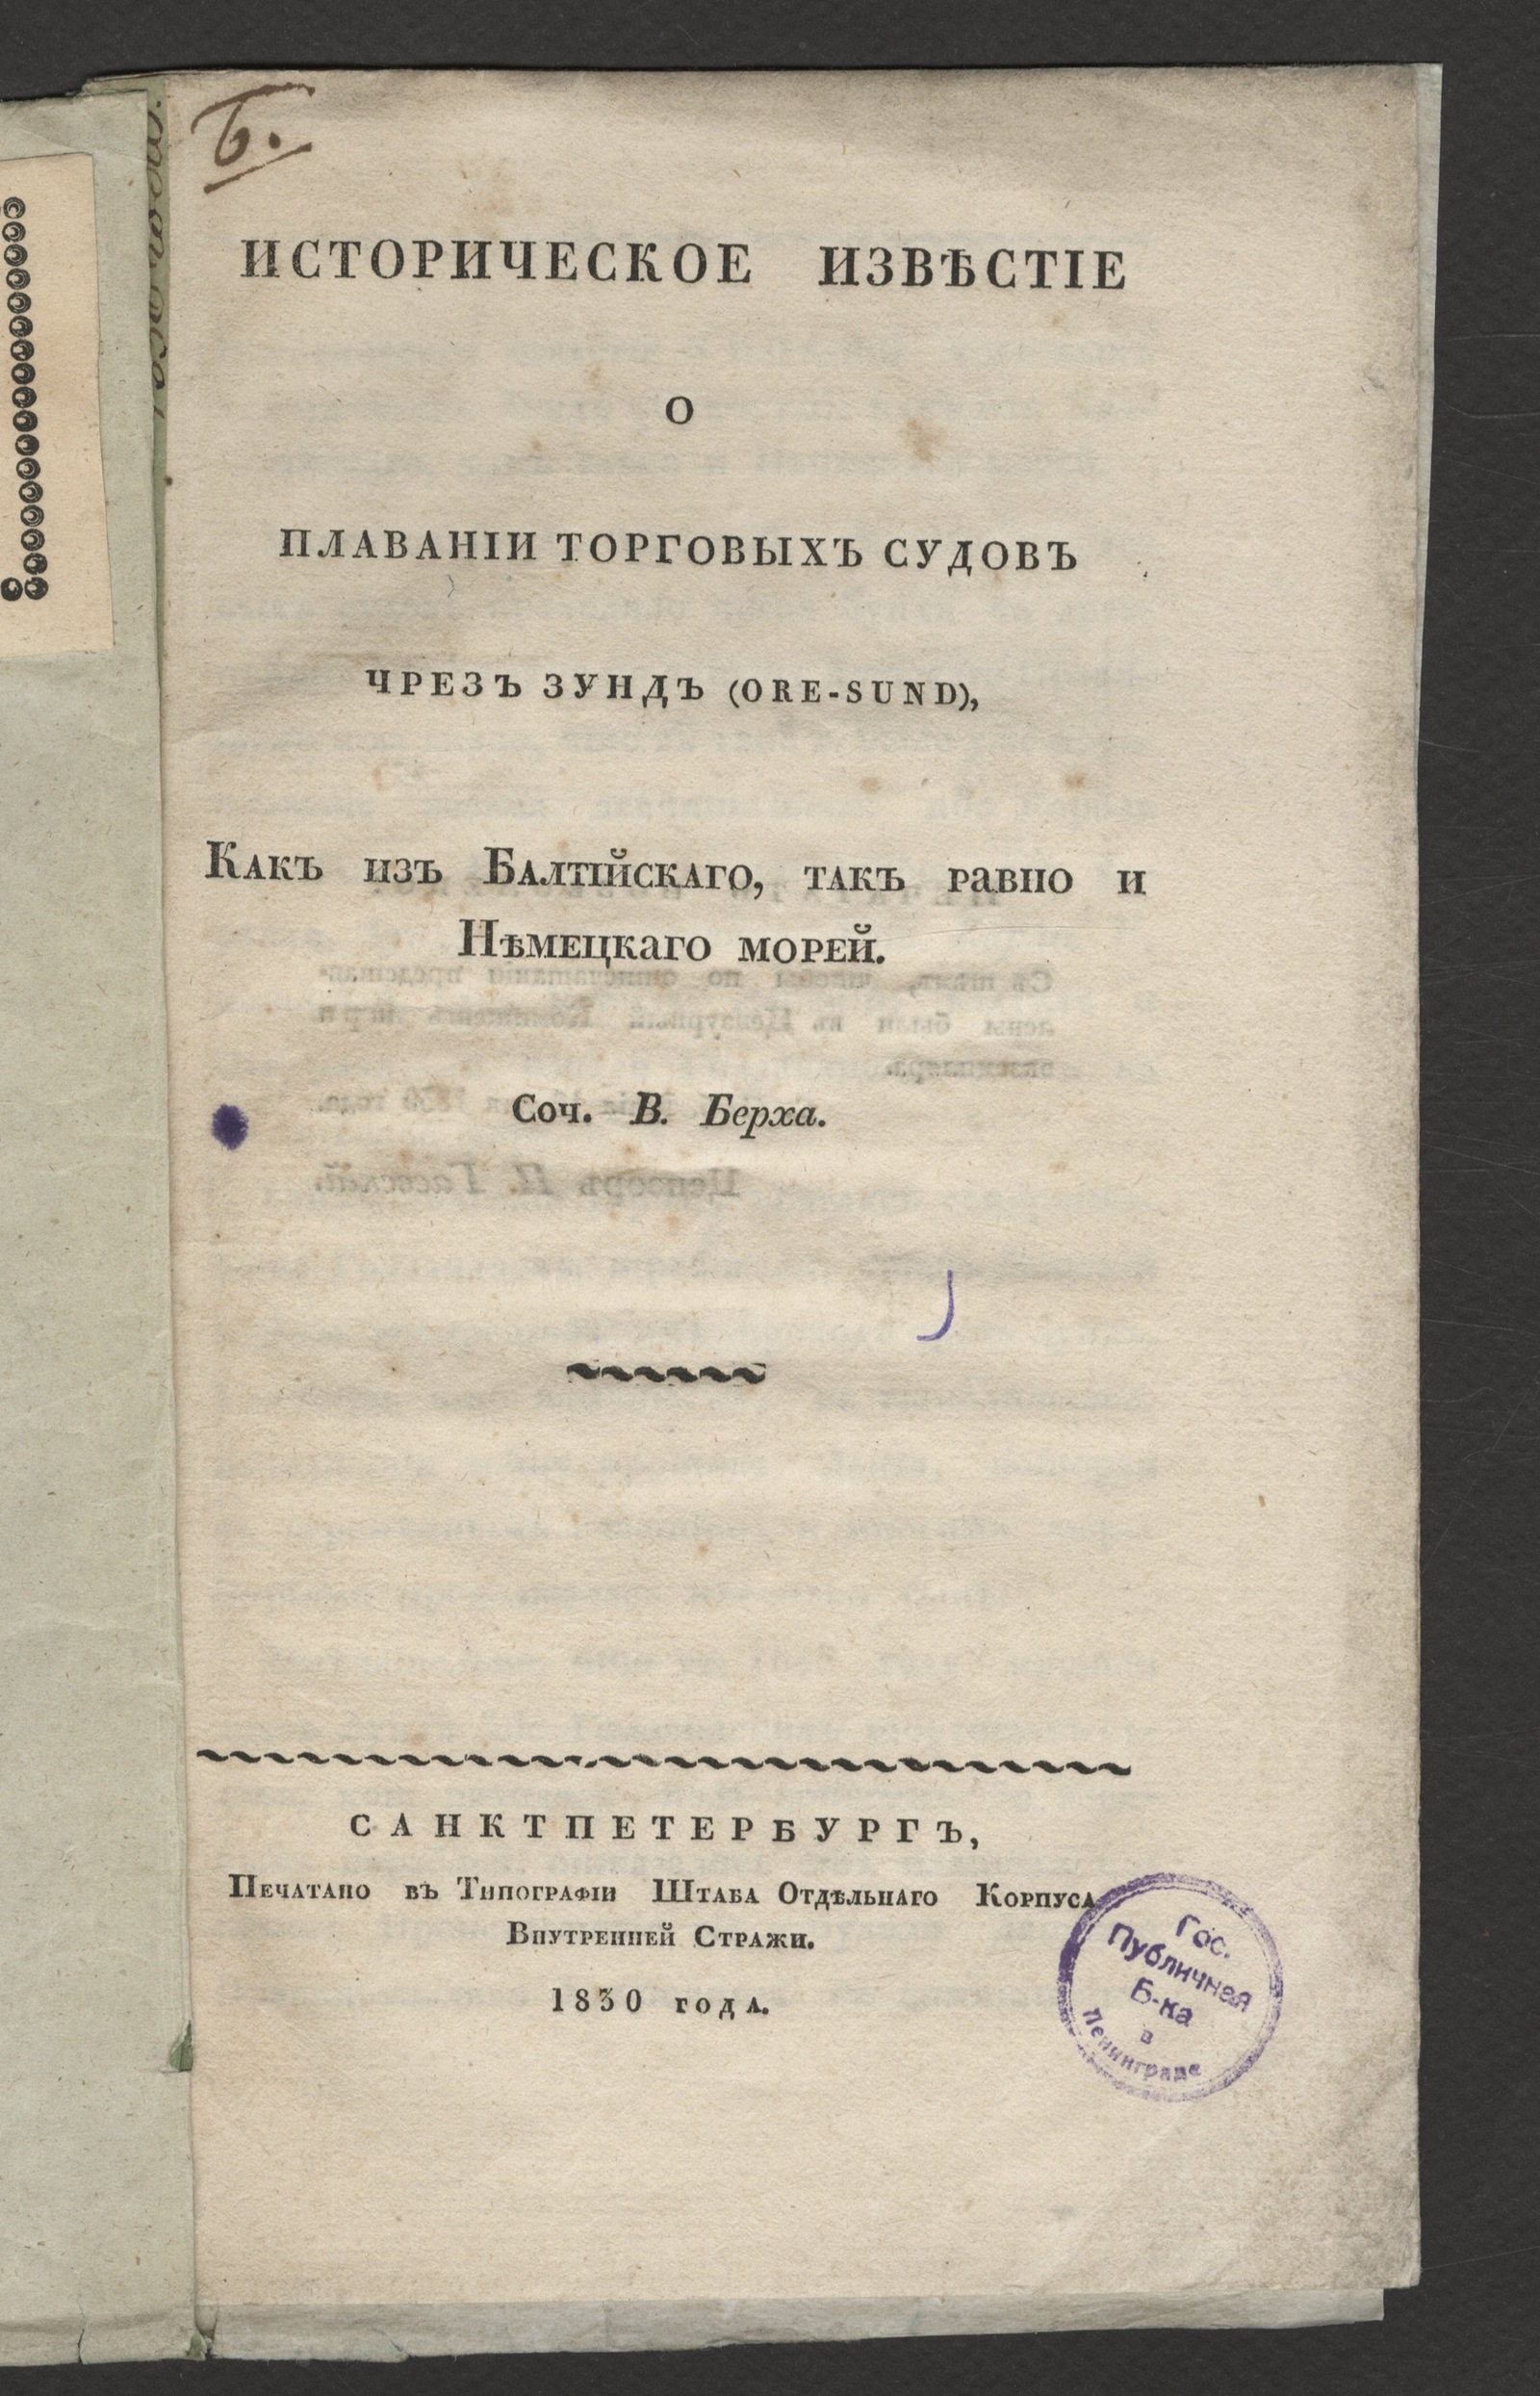 Б.
ИСТОРИЧЕСКОЕ ИЗВѢСТІЕ
О
ПЛАВАНІИ ТОРГОВЫХЪ СУДОВЪ
ЧРЕЗЪ ЗУНДЪ (ORE-SUND),
Какъ изъ Балтійскаго, такъ равно и
Нѣмецкаго морей.
Соч. В. Берха.
САНКТПЕТЕРБУРГЪ,
Печатано въ Типографіи Штаба Отдѣльнаго Корпуса
Внутренней Стражи.
1830 года.
Гос.
Публичная
Б-ка
в
Ленинграде